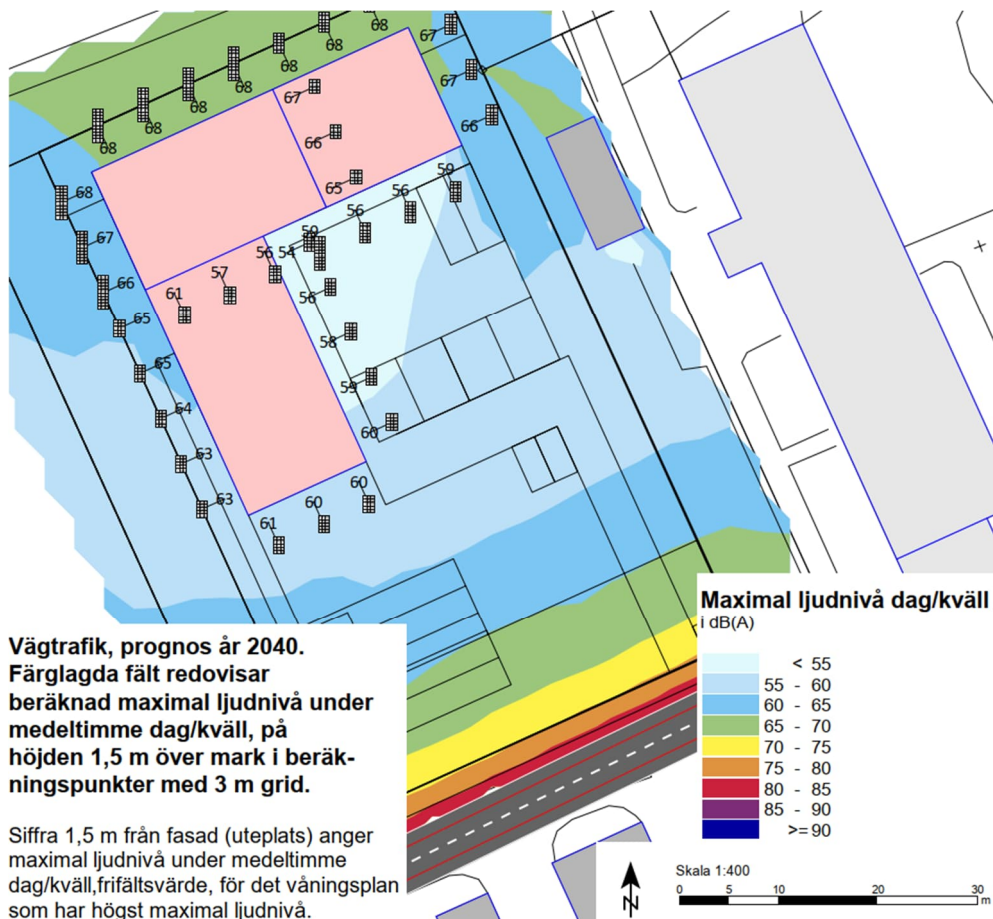 68
67
68
68
67
68
67
68
66
68
66
68
65
59
56
68
56
59
67
56
54
57
66
56
61
65
58
65
59
64
60
63
60
63
60
61
Vägtrafik, prognos år 2040.
Färglagda fält redovisar
beräknad maximal ljudnivå under
medeltimme dag/kväll, på
höjden 1,5 m över mark i beräk-
ningspunkter med 3 m grid.
Siffra 1,5 m från fasad (uteplats) anger
maximal ljudnivå under medeltimme
dag/kväll,frifältsvärde, för det våningsplan
som har högst maximal ljudnivå.
Maximal ljudnivå dag/kväll
i dB(A)
< 55
55 - 60
60 - 65
65 - 70
70 - 75
75 - 80
80 - 85
85 - 90
>= 90
N
Skala 1:400
0 5 10 20 30
m